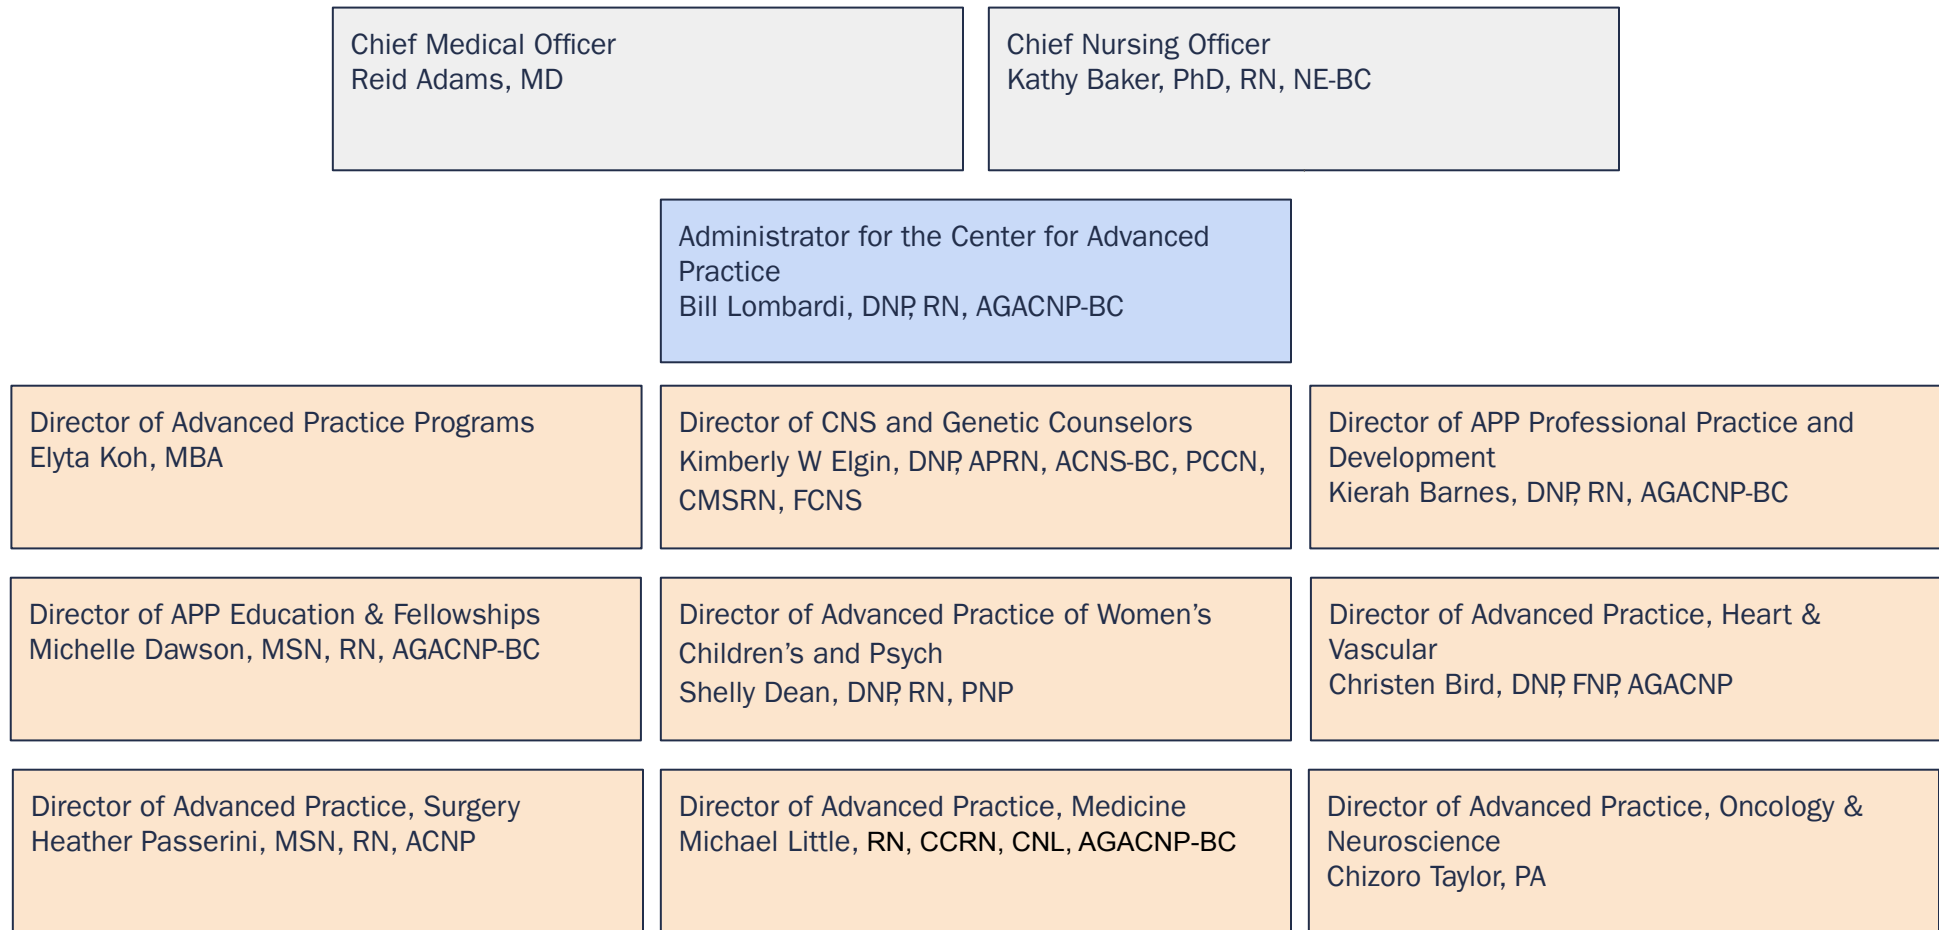 Chief Medical Officer
Reid Adams, MD
Chief Nursing Officer
Kathy Baker, PhD, RN, NE-BC
Administrator for the Center for Advanced
Practice
Bill Lombardi, DNP, RN, AGACNP-BC
Director of Advanced Practice Programs
Elyta Koh, MBA
Director of CNS and Genetic Counselors
Kimberly W Elgin, DNP, APRN, ACNS-BC, PCCN,
CMSRN, FCNS
Director of APP Professional Practice and
Development
Kierah Barnes, DNP, RN, AGACNP-BC
Director of APP Education & Fellowships
Michelle Dawson, MSN, RN, AGACNP-BC
Director of Advanced Practice of Women’s
Children’s and Psych
Shelly Dean, DNP, RN, PNP
Director of Advanced Practice, Heart &
Vascular
Christen Bird, DNP, FNP, AGACNP
Director of Advanced Practice, Surgery
Heather Passerini, MSN, RN, ACNP
Director of Advanced Practice, Medicine
Michael Little, RN, CCRN, CNL, AGACNP-BC
Director of Advanced Practice, Oncology &
Neuroscience
Chizoro Taylor, PA